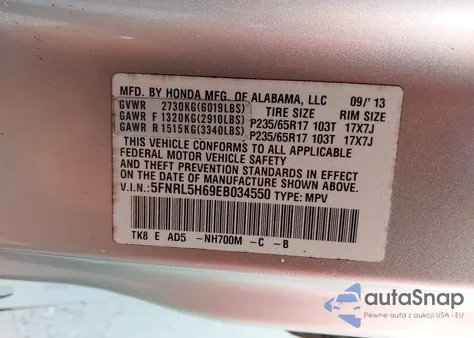 MFD. BY HONDA MFG. OF ALABAMA, LLC 09/' 13
GVWR 2730KG(6019LBS) TIRE SIZE RIM SIZE
GAWR F 1320KG(2910LBS) P235/65R17 103T 17X7J
GAWR R 1515KG(3340LBS) P235/65R17 103T 17X7J
THIS VEHICLE CONFORMS TO ALL APPLICABLE
FEDERAL MOTOR VEHICLE SAFETY
AND THEFT PREVENTION STANDARDS IN EFFECT
ON THE DATE OF MANUFACTURE SHOWN ABOVE.
V.I.N.: 5FNRL5H69EB034550 TYPE: MPV
TK8 E AD5 -NH700M -C -B
autoSnap
Pewne auta z aukcji USA - EU